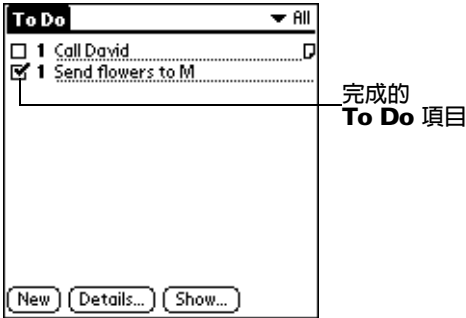 To Do
All
1 Call David
1 Send flowers to M
完成的
To Do 項目
New Details... Show...